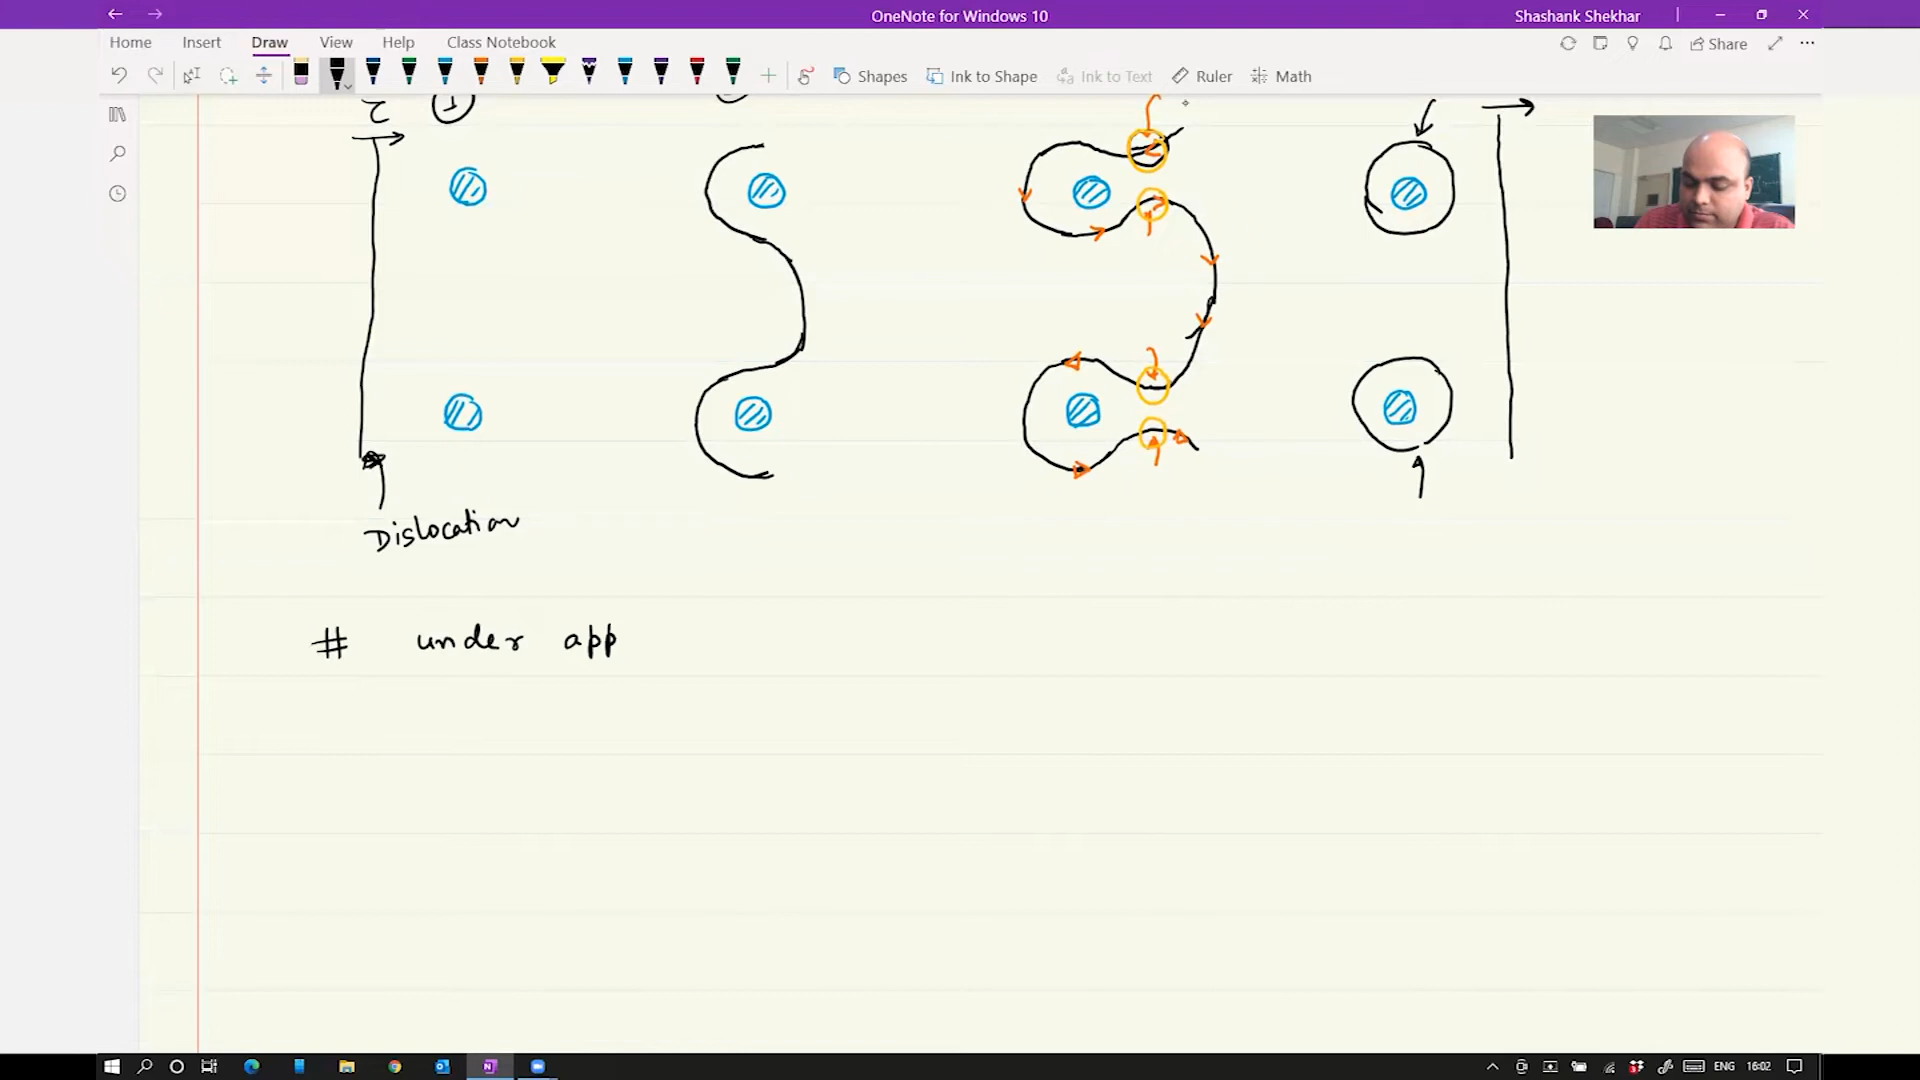 OneNote for Windows 10
Shashank Shekhar
Home Insert Draw View Help Class Notebook
Share
Shapes Ink to Shape Ink to Text Ruler Math
τ 1
Dislocation
# under app
ENG 16:02